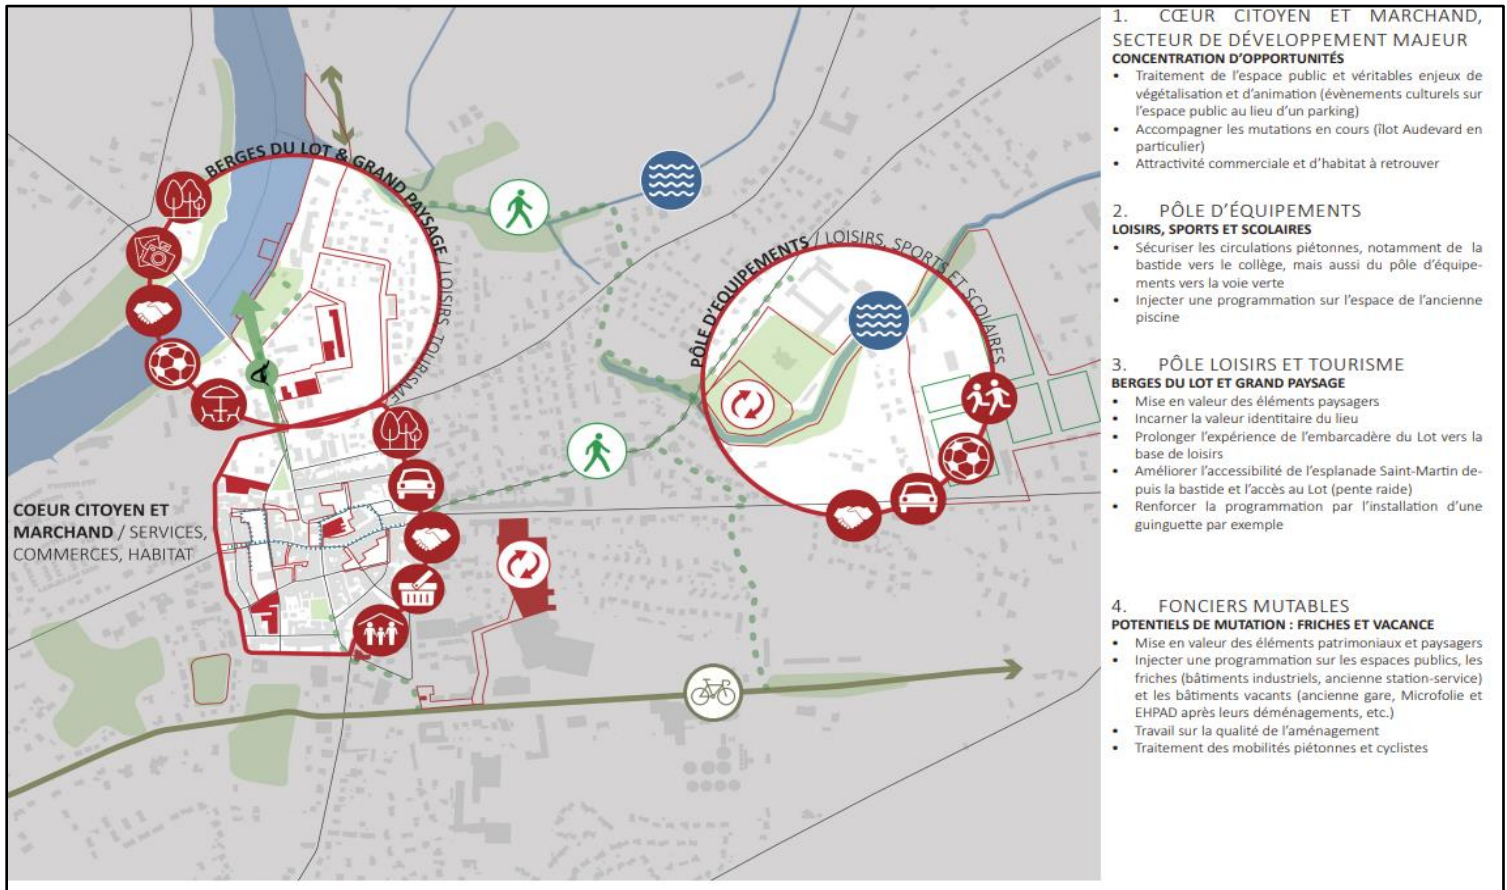 BERGES DU LOT & GRAND PAYSAGE / LOISIRS, TOURISME
PÔLE D'EQUIPEMENTS / LOISIRS, SPORTS ET SCOLAIRES
COEUR CITOYEN ET
MARCHAND / SERVICES,
COMMERCES, HABITAT
1. CŒUR CITOYEN ET MARCHAND,
SECTEUR DE DÉVELOPPEMENT MAJEUR
CONCENTRATION D'OPPORTUNITÉS
• Traitement de l'espace public et véritables enjeux de
végétalisation et d'animation (évènements culturels sur
l'espace public au lieu d'un parking)
• Accompagner les mutations en cours (îlot Audevard en
particulier)
• Attractivité commerciale et d'habitat à retrouver
2. PÔLE D'ÉQUIPEMENTS
LOISIRS, SPORTS ET SCOLAIRES
• Sécuriser les circulations piétonnes, notamment de la
bastide vers le collège, mais aussi du pôle d'équipe-
ments vers la voie verte
• Injecter une programmation sur l'espace de l'ancienne
piscine
3. PÔLE LOISIRS ET TOURISME
BERGES DU LOT ET GRAND PAYSAGE
• Mise en valeur des éléments paysagers
• Incarner la valeur identitaire du lieu
• Prolonger l'expérience de l'embarcadère du Lot vers la
base de loisirs
• Améliorer l'accessibilité de l'esplanade Saint-Martin de-
puis la bastide et l'accès au Lot (pente raide)
• Renforcer la programmation par l'installation d'une
guinguette par exemple
4. FONCIERS MUTABLES
POTENTIELS DE MUTATION : FRICHES ET VACANCE
• Mise en valeur des éléments patrimoniaux et paysagers
• Injecter une programmation sur les espaces publics, les
friches (bâtiments industriels, ancienne station-service)
et les bâtiments vacants (ancienne gare, Microfolie et
EHPAD après leurs déménagements, etc.)
• Travail sur la qualité de l'aménagement
• Traitement des mobilités piétonnes et cyclistes